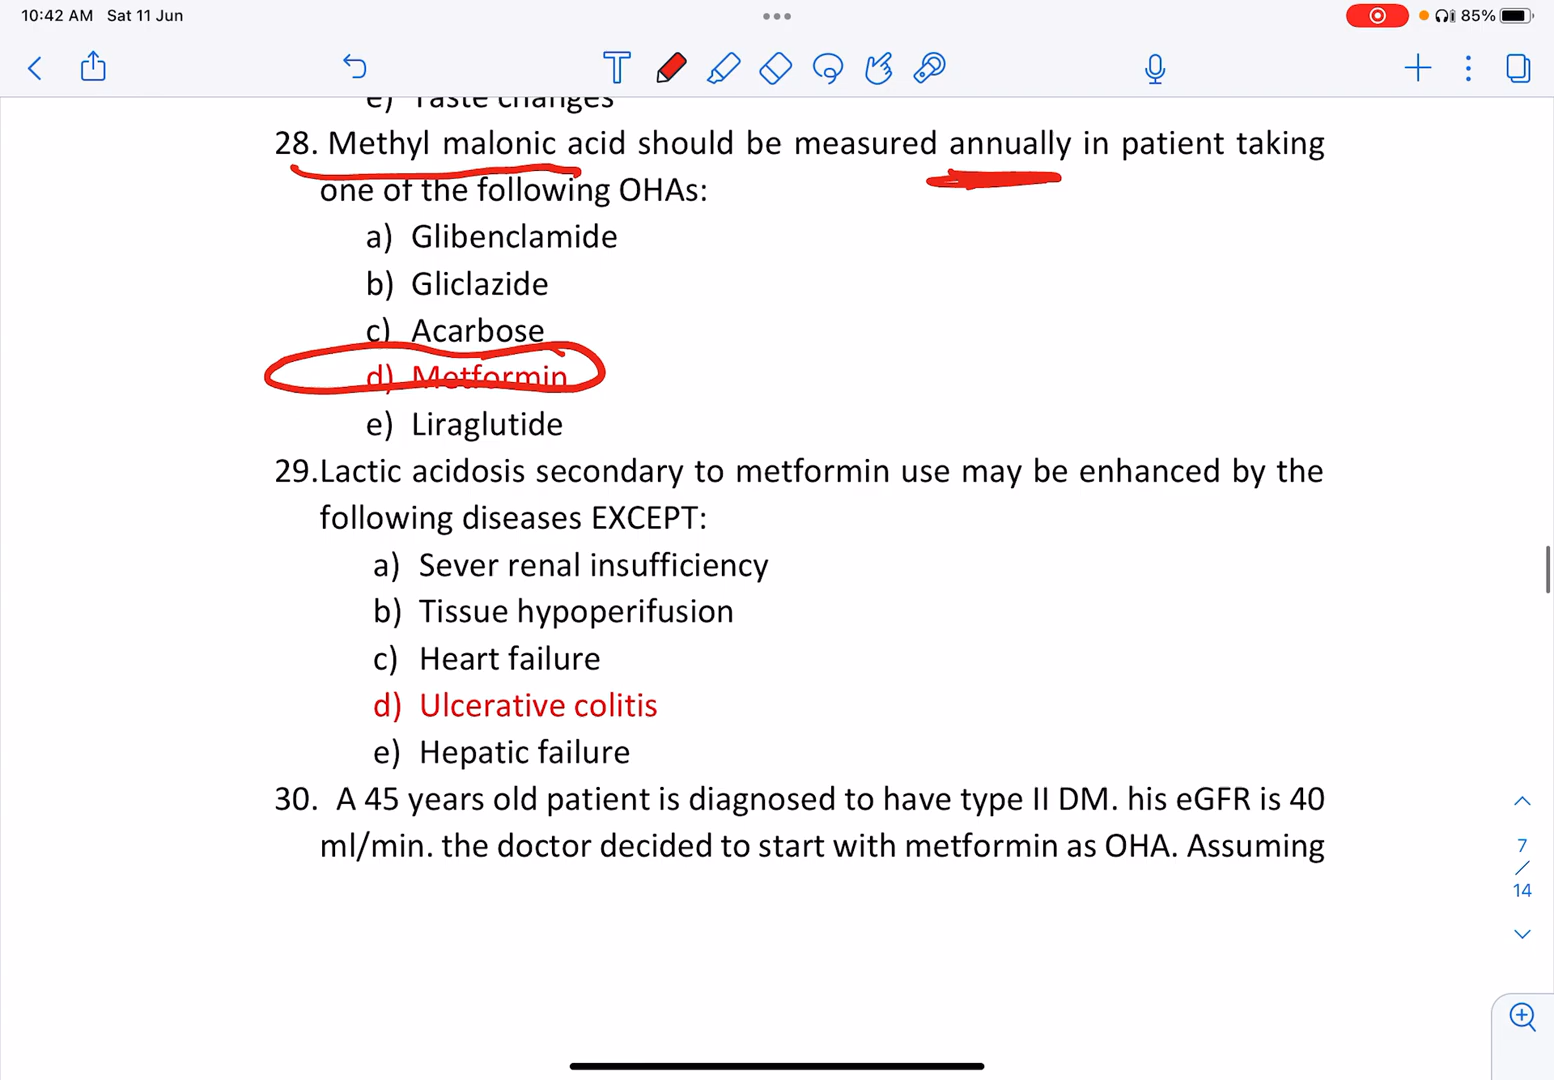 10:42 AM Sat 11 Jun
85%
e) Taste changes
28. Methyl malonic acid should be measured annually in patient taking
one of the following OHAs:
a) Glibenclamide
b) Gliclazide
c) Acarbose
d) Metformin
e) Liraglutide
29.Lactic acidosis secondary to metformin use may be enhanced by the
following diseases EXCEPT:
a) Sever renal insufficiency
b) Tissue hypoperifusion
c) Heart failure
d) Ulcerative colitis
e) Hepatic failure
30. A 45 years old patient is diagnosed to have type II DM. his eGFR is 40
ml/min. the doctor decided to start with metformin as OHA. Assuming
7
/
14